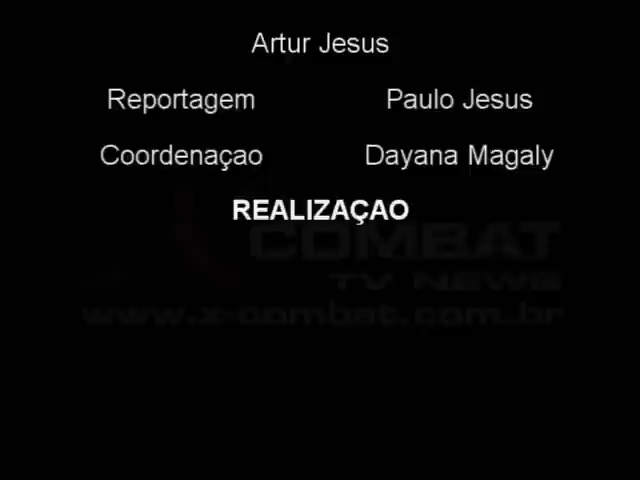 Artur Jesus
Reportagem Paulo Jesus
Coordenaçao Dayana Magaly
REALIZAÇAO
COMBAT
TV NEWS
www.x-combat.com.br